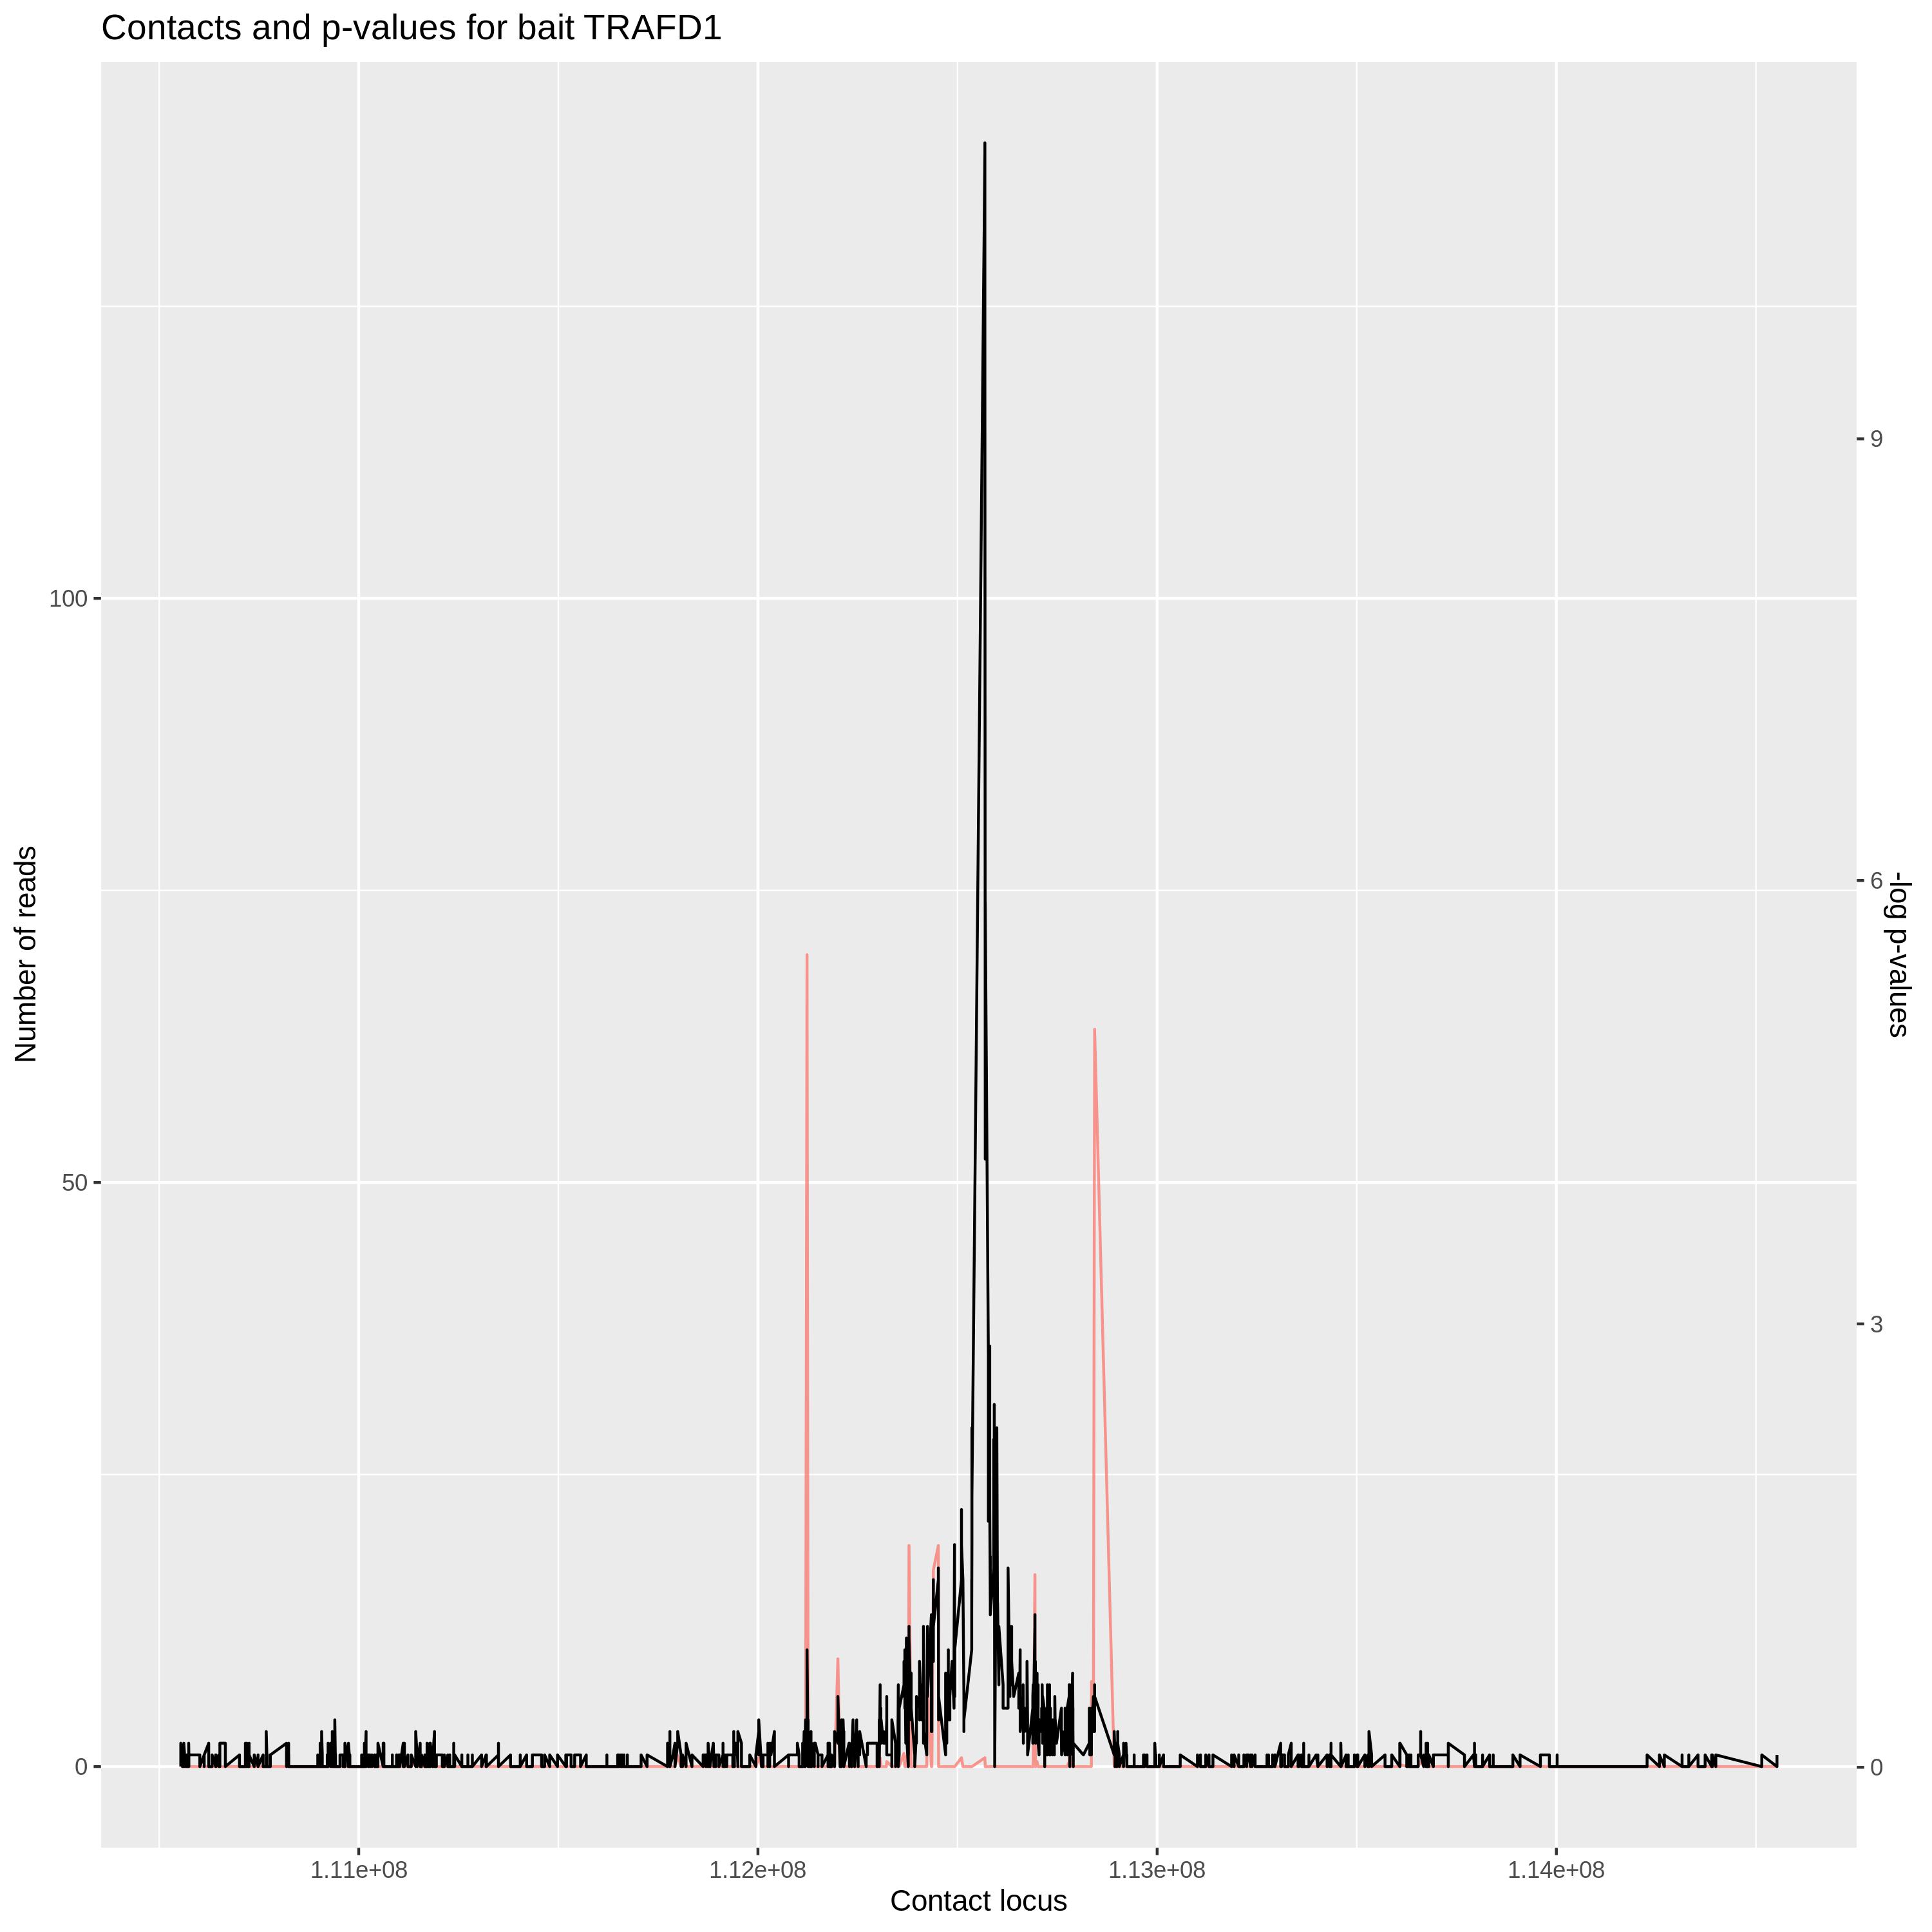 Contacts and p-values for bait TRAFD1
Number of reads
100
50
0
9
6
3
0
-log p-values
1.11e+08
1.12e+08
1.13e+08
1.14e+08
Contact locus